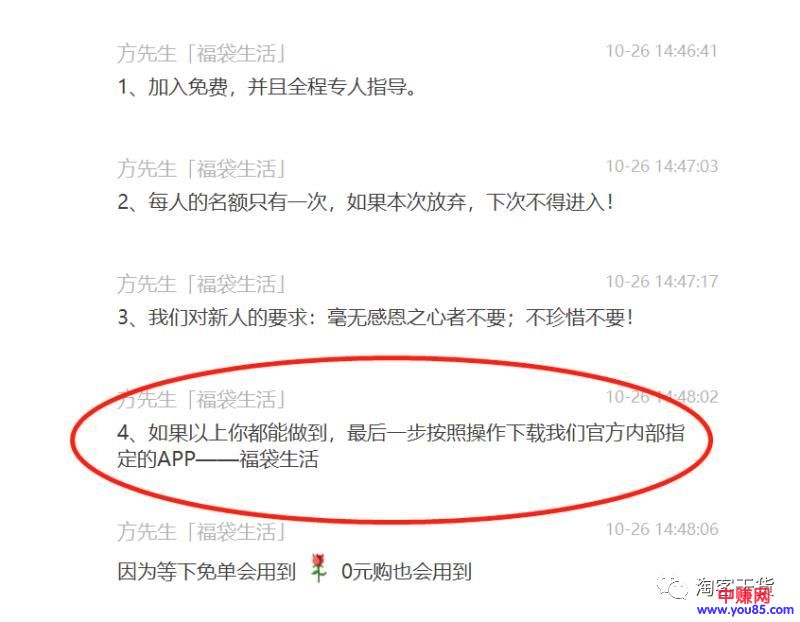 方先生「福袋生活」 10-26 14:46:41
1、加入免费，并且全程专人指导。
方先生「福袋生活」 10-26 14:47:03
2、每人的名额只有一次，如果本次放弃，下次不得进入！
方先生「福袋生活」 10-26 14:47:17
3、我们对新人的要求：毫无感恩之心者不要；不珍惜不要！
方先生「福袋生活」 10-26 14:48:02
4、如果以上你都能做到，最后一步按照操作下载我们官方内部指
定的APP——福袋生活
方先生「福袋生活」 10-26 14:48:06
因为等下免单会用到 0元购也会用到
淘客干货
中赚网
www.you85.com